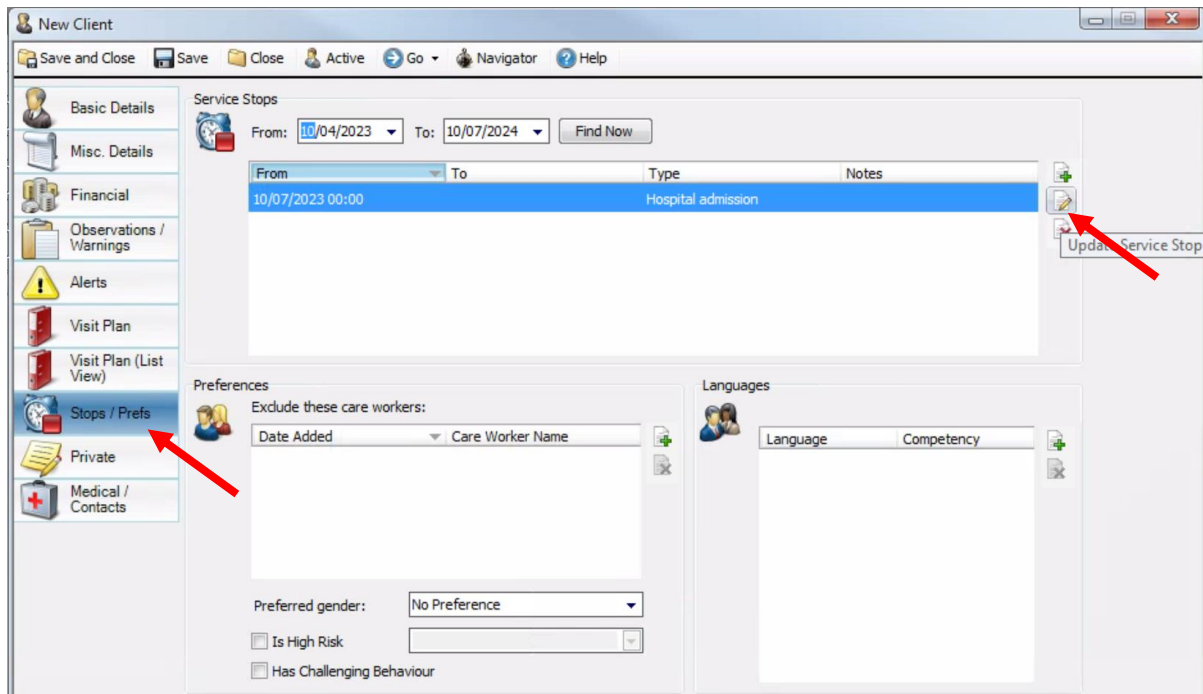 New Client
Save and Close Save Close Active Go Navigator Help
Basic Details
Misc. Details
Financial
Observations /
Warnings
Alerts
Visit Plan
Visit Plan (List
View)
Stops / Prefs
Private
Medical /
Contacts
Service Stops
From: 10/04/2023 To: 10/07/2024 Find Now
From To Type Notes
10/07/2023 00:00 Hospital admission
Update Service Stop
Preferences
Exclude these care workers:
Date Added Care Worker Name
Preferred gender: No Preference
Is High Risk
Has Challenging Behaviour
Languages
Language Competency